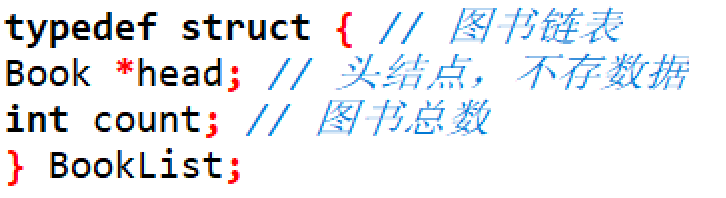 typedef struct { // 图书链表
Book *head; // 头结点，不存数据
int count; // 图书总数
} BookList;